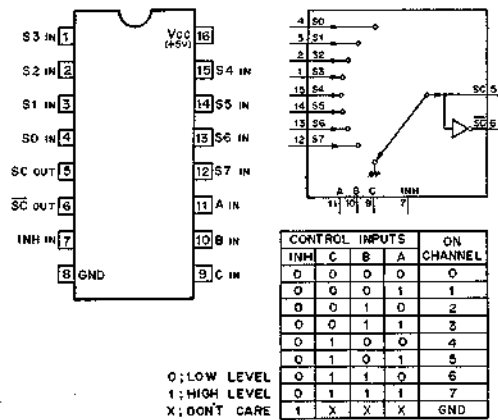 S3 IN 1
S2 IN 2
S1 IN 3
S0 IN 4
SC OUT 5
SC OUT 6
INH IN 7
8 GND
Vcc 16
(+5V)
15 S4 IN
14 S5 IN
13 S6 IN
12 S7 IN
11 A IN
10 B IN
9 C IN
4 S0
3 S1
2 S2
1 S3
15 S4
14 S5
13 S6
12 S7
SC 5
SC 6
A B C INH
11 10 9 7
CONTROL INPUTS ON CHANNEL
INH C B A
0 0 0 0 0
0 0 0 1 1
0 0 1 0 2
0 0 1 1 3
0 1 0 0 4
0 1 0 1 5
0 1 1 0 6
0 1 1 1 7
1 X X X GND
0; LOW LEVEL
1; HIGH LEVEL
X; DON'T CARE